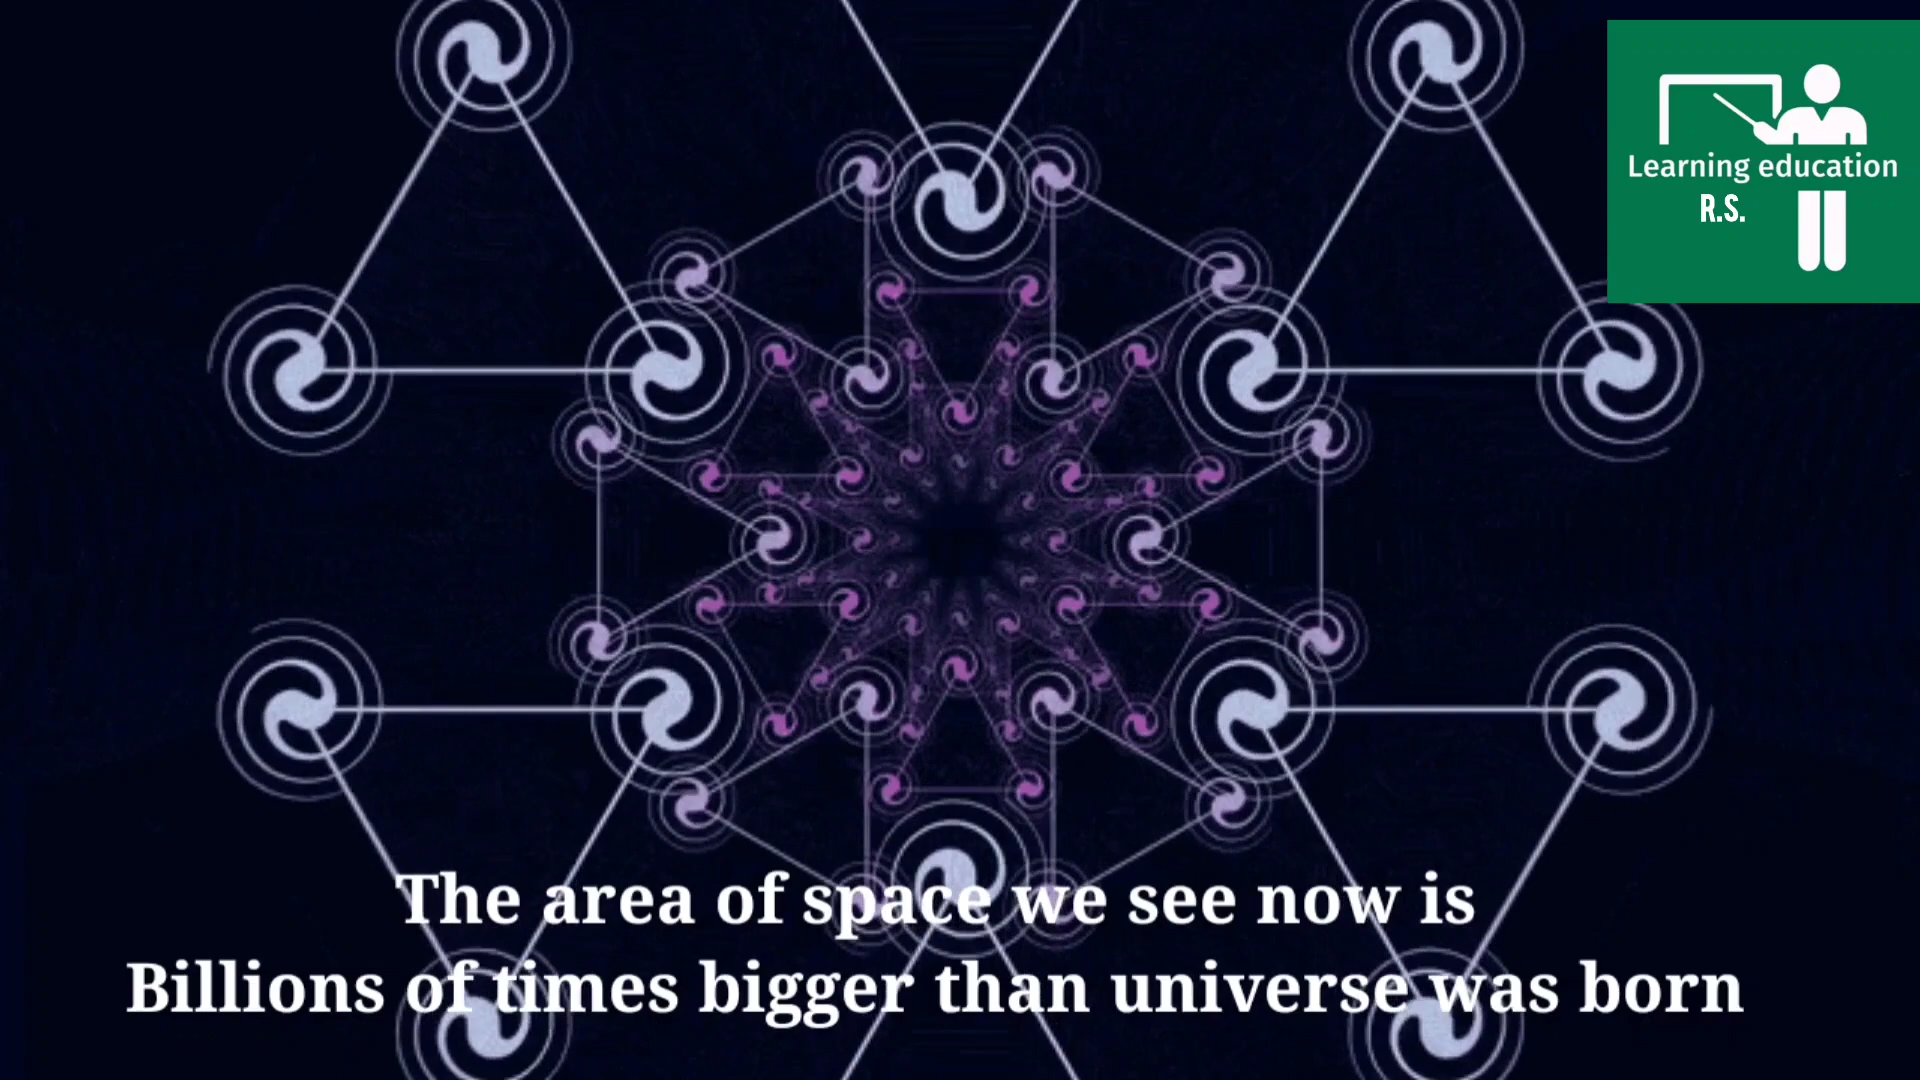 Learning education
R.S.
The area of space we see now is
Billions of times bigger than universe was born